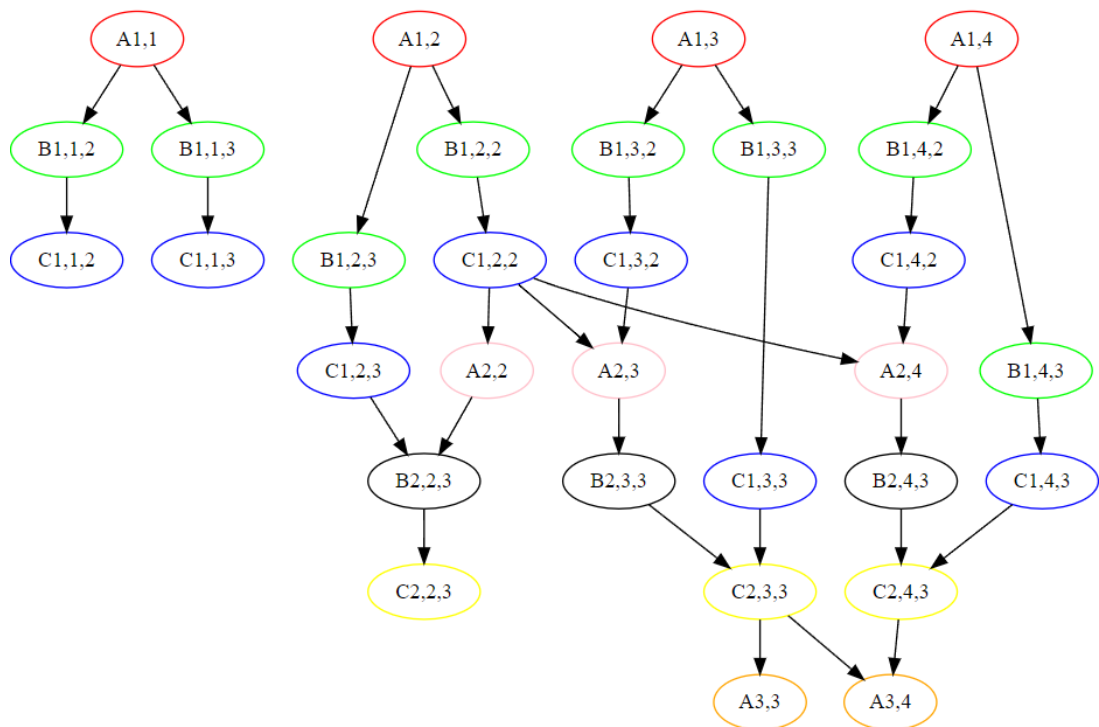 A1,1
A1,2
A1,3
A1,4
B1,1,2
B1,1,3
B1,2,2
B1,3,2
B1,3,3
B1,4,2
C1,1,2
C1,1,3
B1,2,3
C1,2,2
C1,3,2
C1,4,2
C1,2,3
A2,2
A2,3
A2,4
B1,4,3
B2,2,3
B2,3,3
C1,3,3
B2,4,3
C1,4,3
C2,2,3
C2,3,3
C2,4,3
A3,3
A3,4